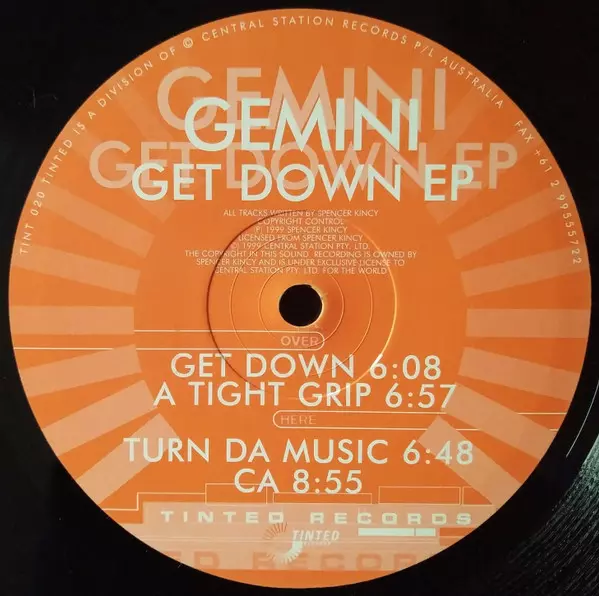 TINT 020 TINTED IS A DIVISION OF © CENTRAL STATION RECORDS P/L AUSTRALIA FAX +61 2 99555722
GEMINI
GET DOWN EP
GEMINI
GET DOWN EP
ALL TRACKS WRITTEN BY SPENCER KINCY
COPYRIGHT CONTROL
℗ 1999 SPENCER KINCY
LICENSED FROM SPENCER KINCY
© 1999 CENTRAL STATION PTY. LTD.
THE COPYRIGHT IN THIS SOUND RECORDING IS OWNED BY
SPENCER KINCY AND IS UNDER EXCLUSIVE LICENSE TO
CENTRAL STATION PTY. LTD. FOR THE WORLD
OVER
GET DOWN 6:08
A TIGHT GRIP 6:57
HERE
TURN DA MUSIC 6:48
CA 8:55
TINTED RECORDS
TINTED
TED RECOR